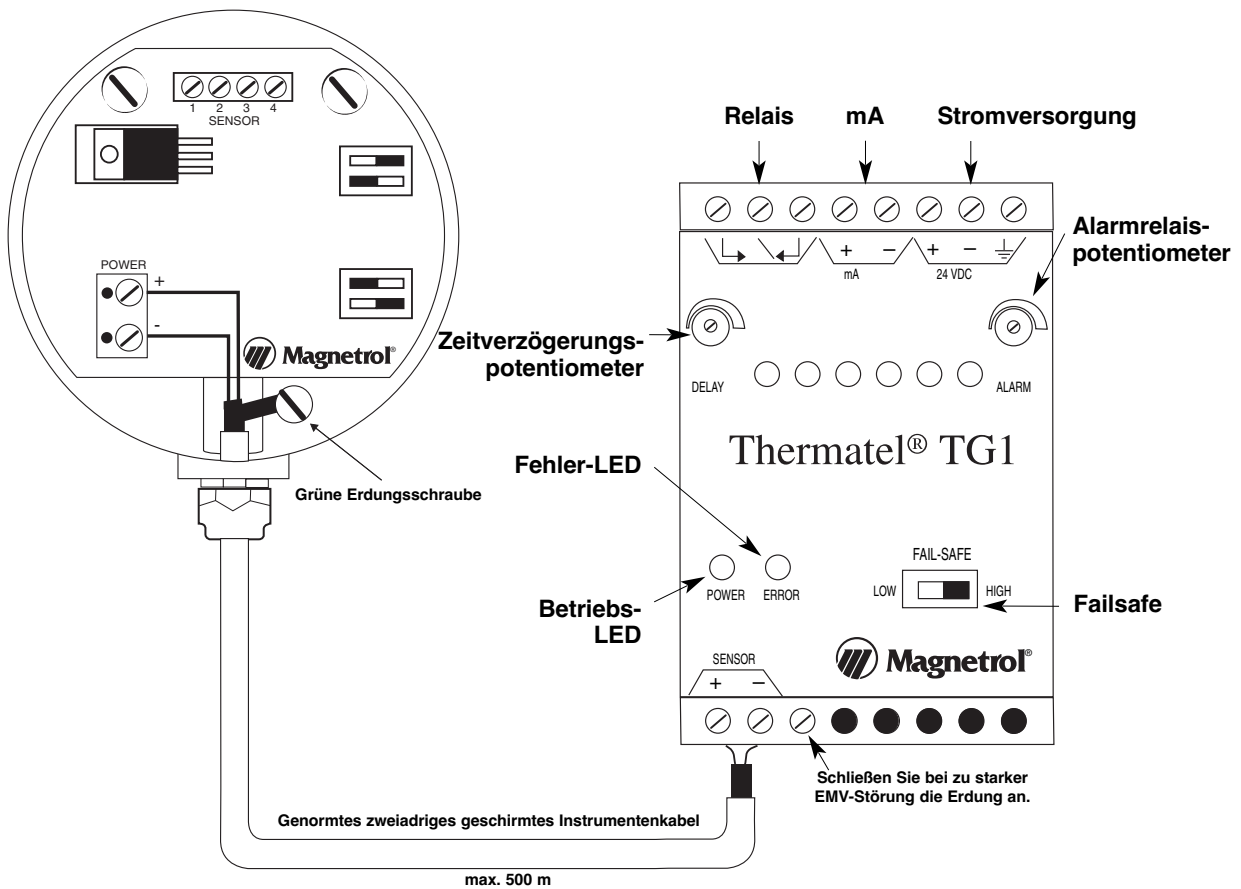 1 2 3 4
SENSOR
POWER
+
-
Magnetrol®
Grüne Erdungsschraube
Relais
mA
Stromversorgung
+ − + −
mA
24 VDC
Alarmrelais-
potentiometer
Zeitverzögerungs-
potentiometer
DELAY
ALARM
Thermatel® TG1
Fehler-LED
FAIL-SAFE
LOW
HIGH
POWER
ERROR
Betriebs-
LED
Failsafe
SENSOR
+ −
Magnetrol®
Schließen Sie bei zu starker
EMV-Störung die Erdung an.
Genormtes zweiadriges geschirmtes Instrumentenkabel
max. 500 m